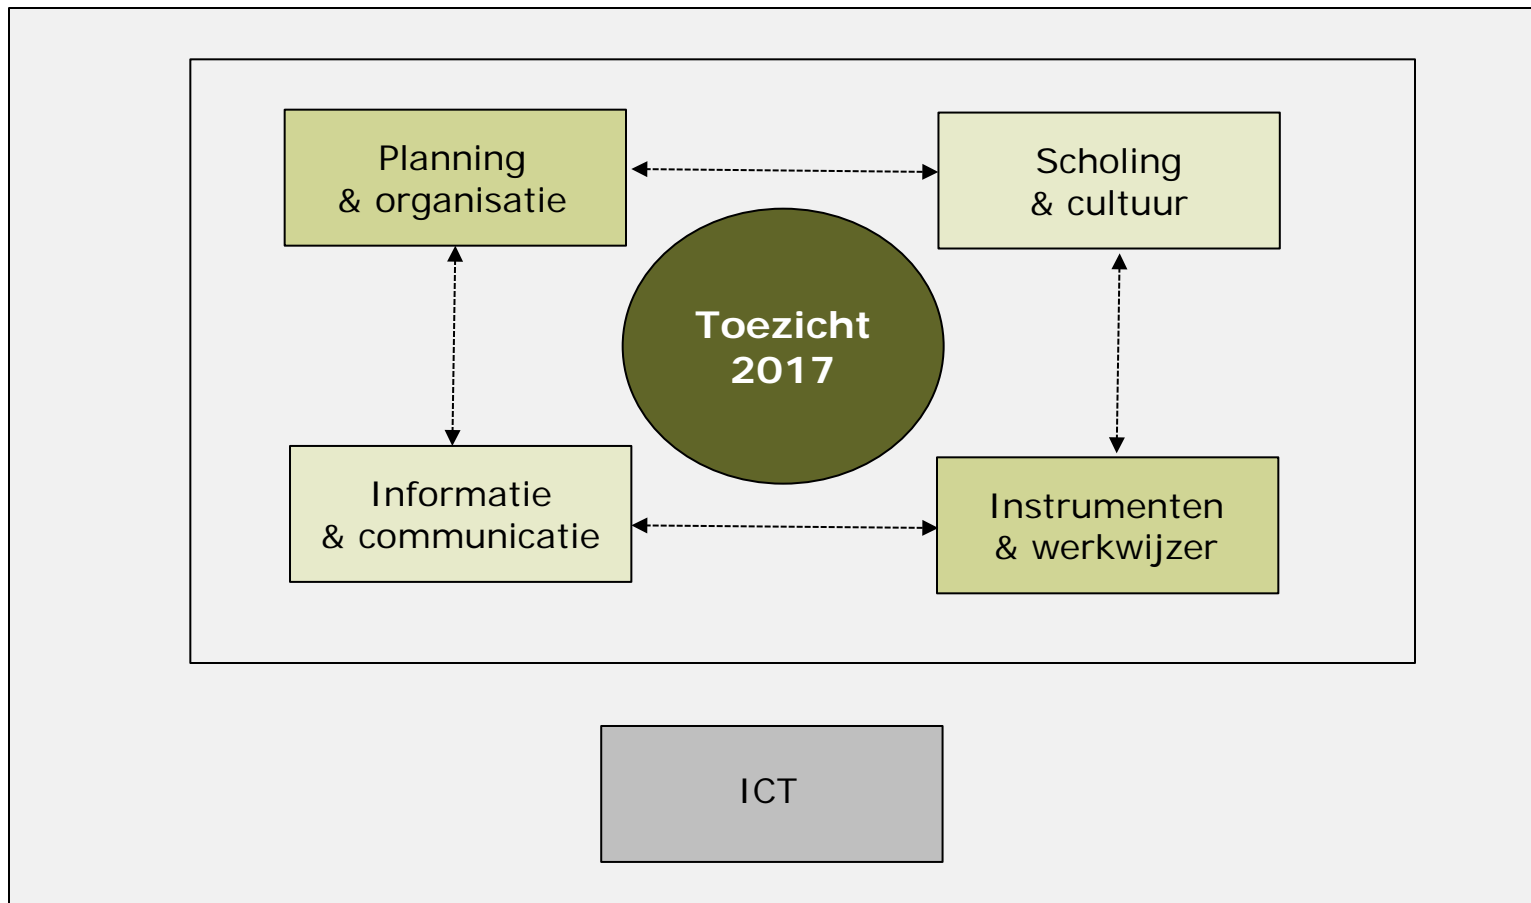 Planning
& organisatie
Scholing
& cultuur
Toezicht
2017
Informatie
& communicatie
Instrumenten
& werkwijzer
ICT